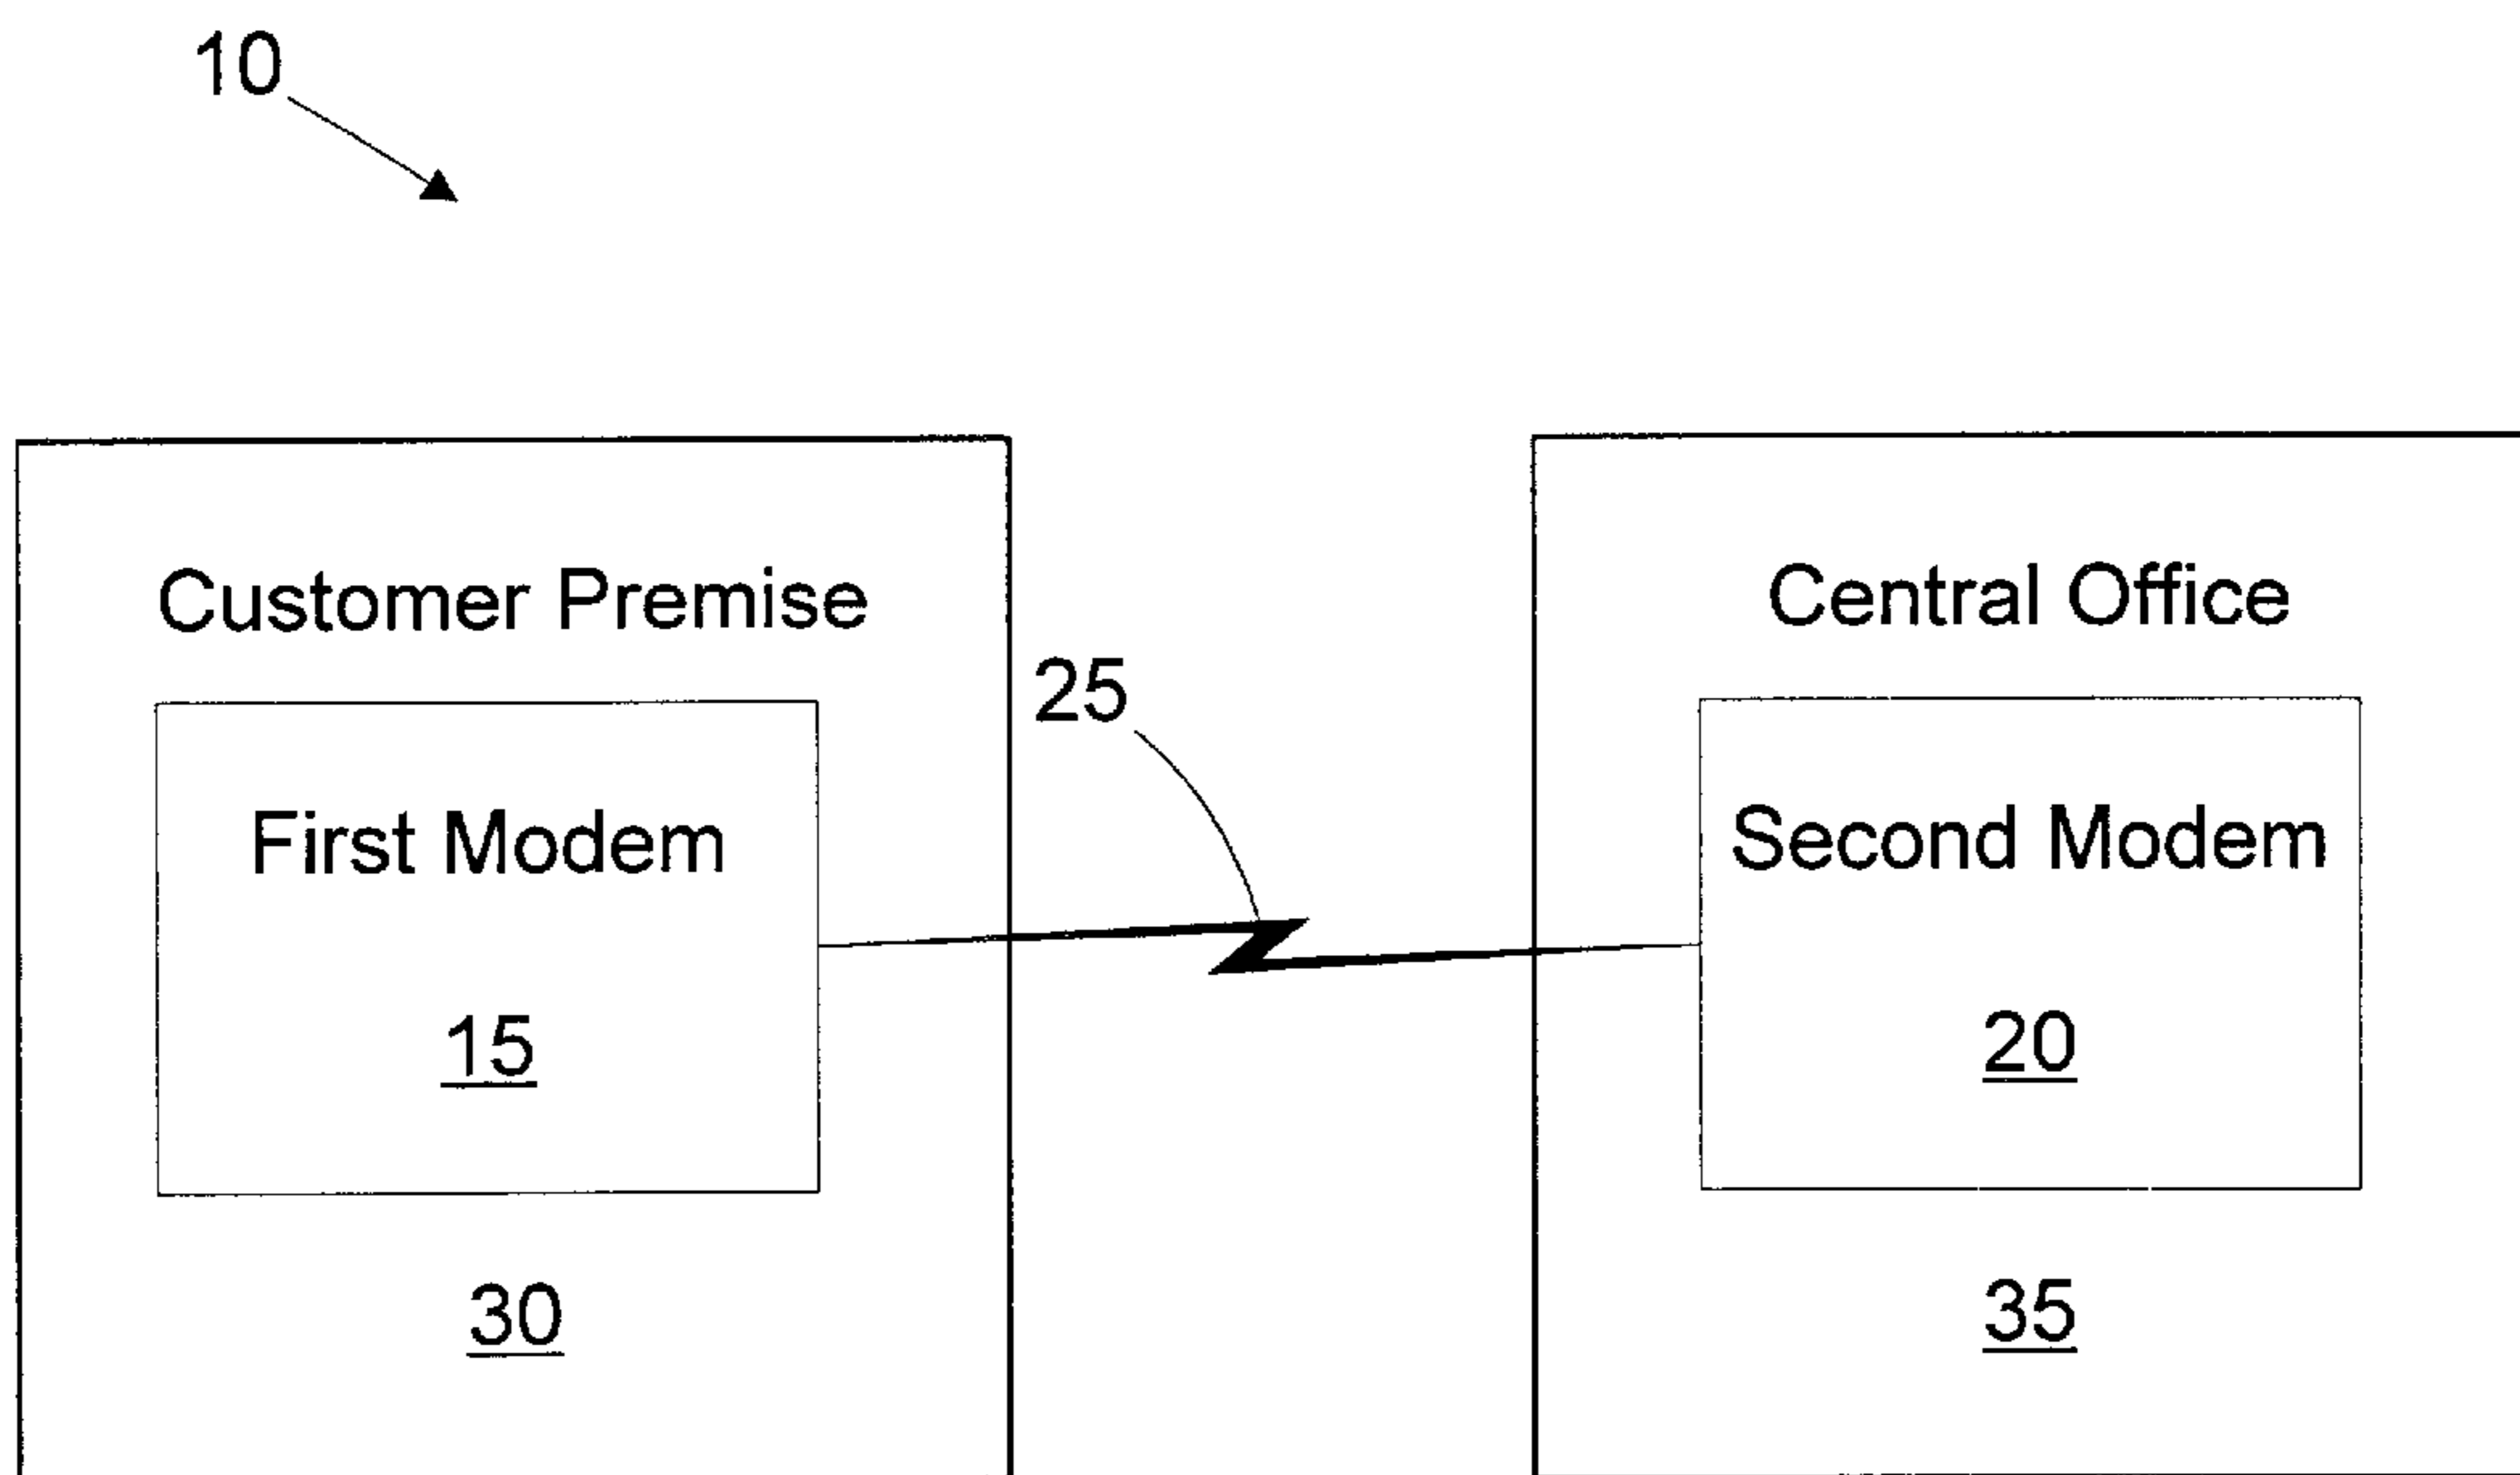 10
Customer Premise
Central Office
25
First Modem
Second Modem
15
20
30
35